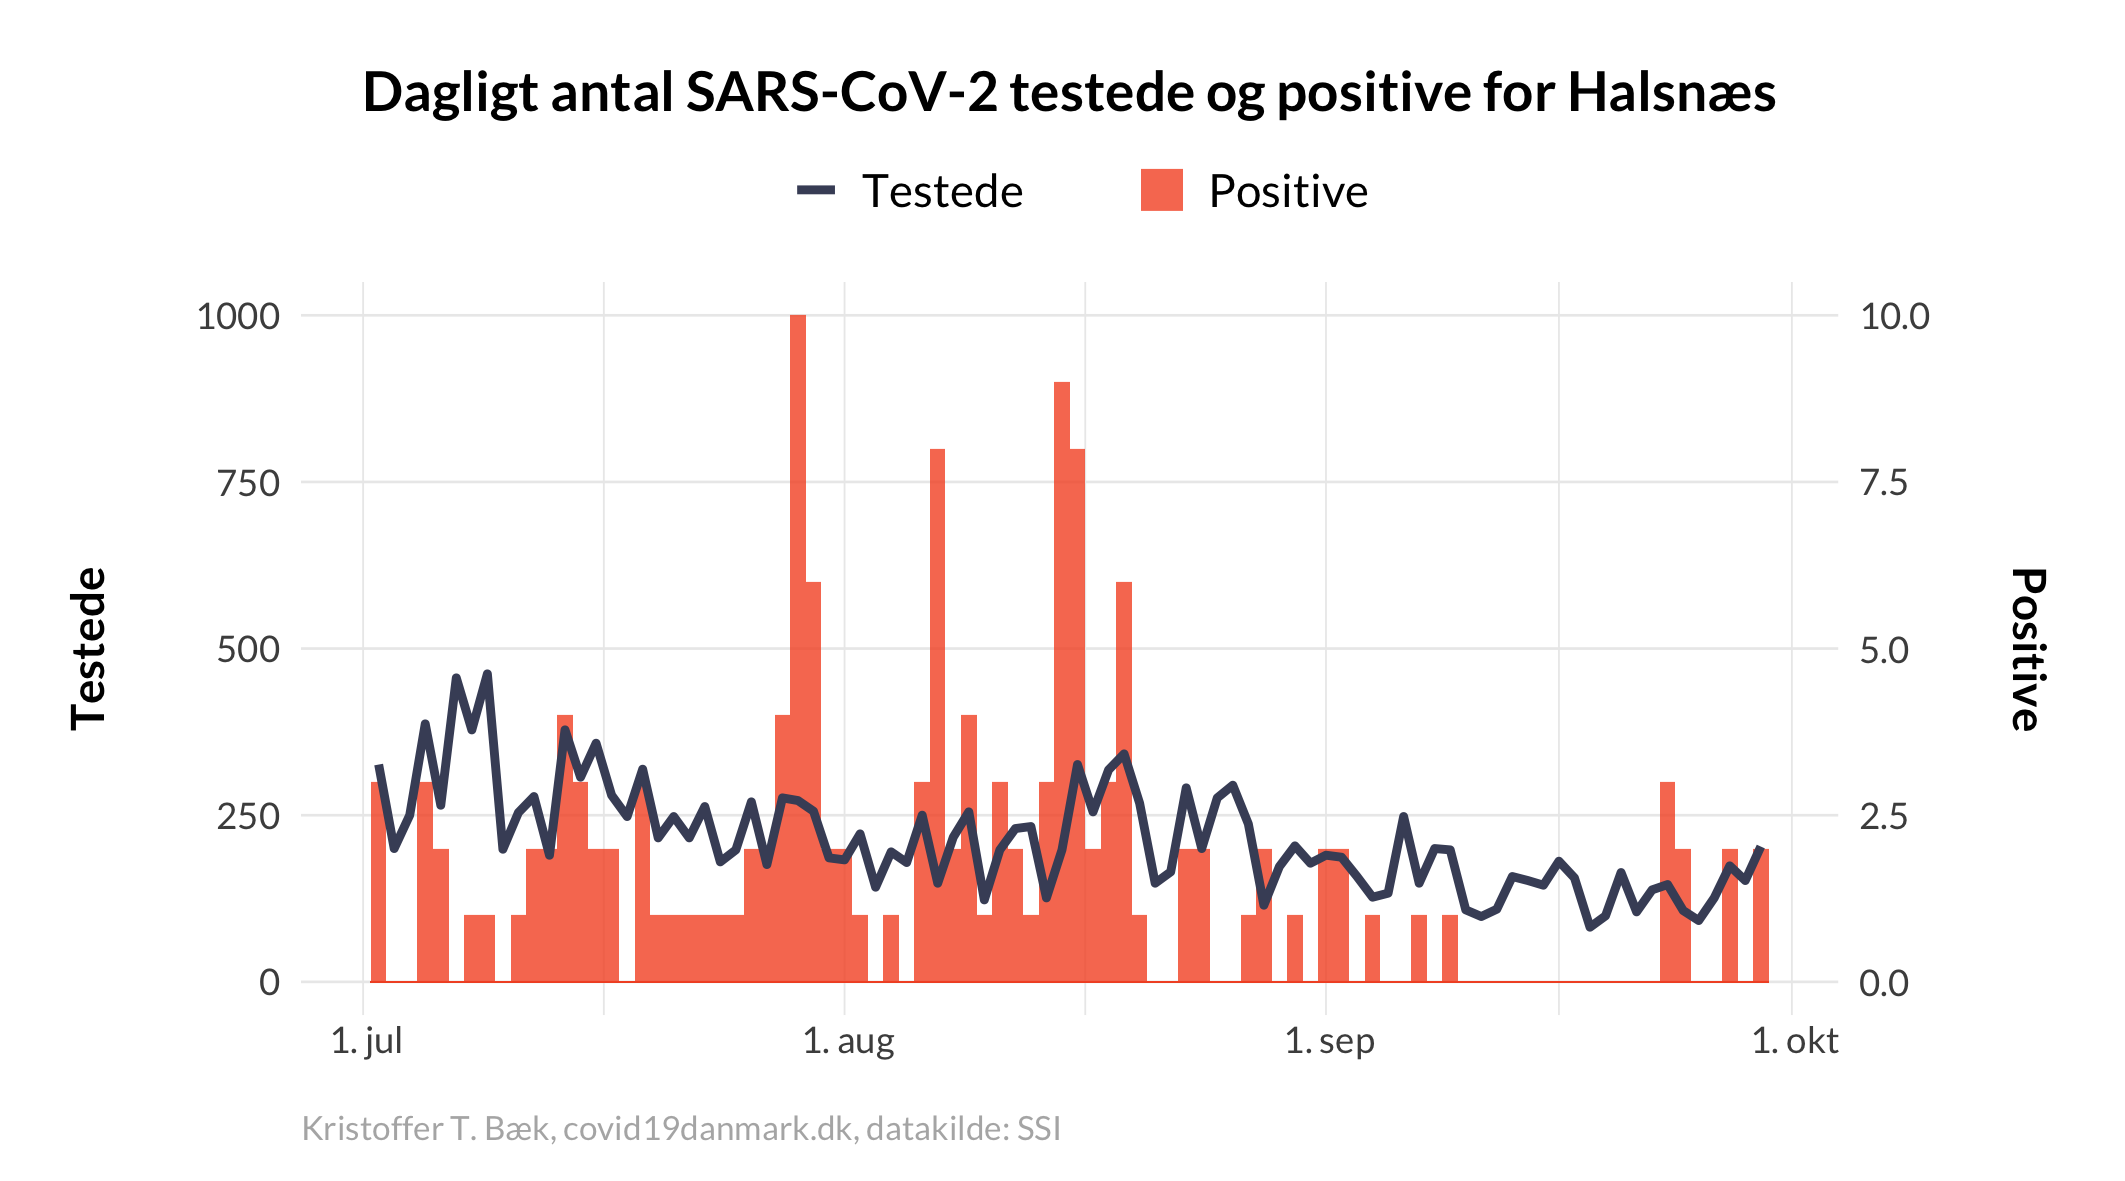 Dagligt antal SARS-CoV-2 testede og positive for Halsnæs
Testede
Positive
1000
750
500
250
0
Testede
10.0
7.5
5.0
2.5
0.0
Positive
1. jul
1. aug
1. sep
1. okt
Kristoffer T. Bæk, covid19danmark.dk, datakilde: SSI